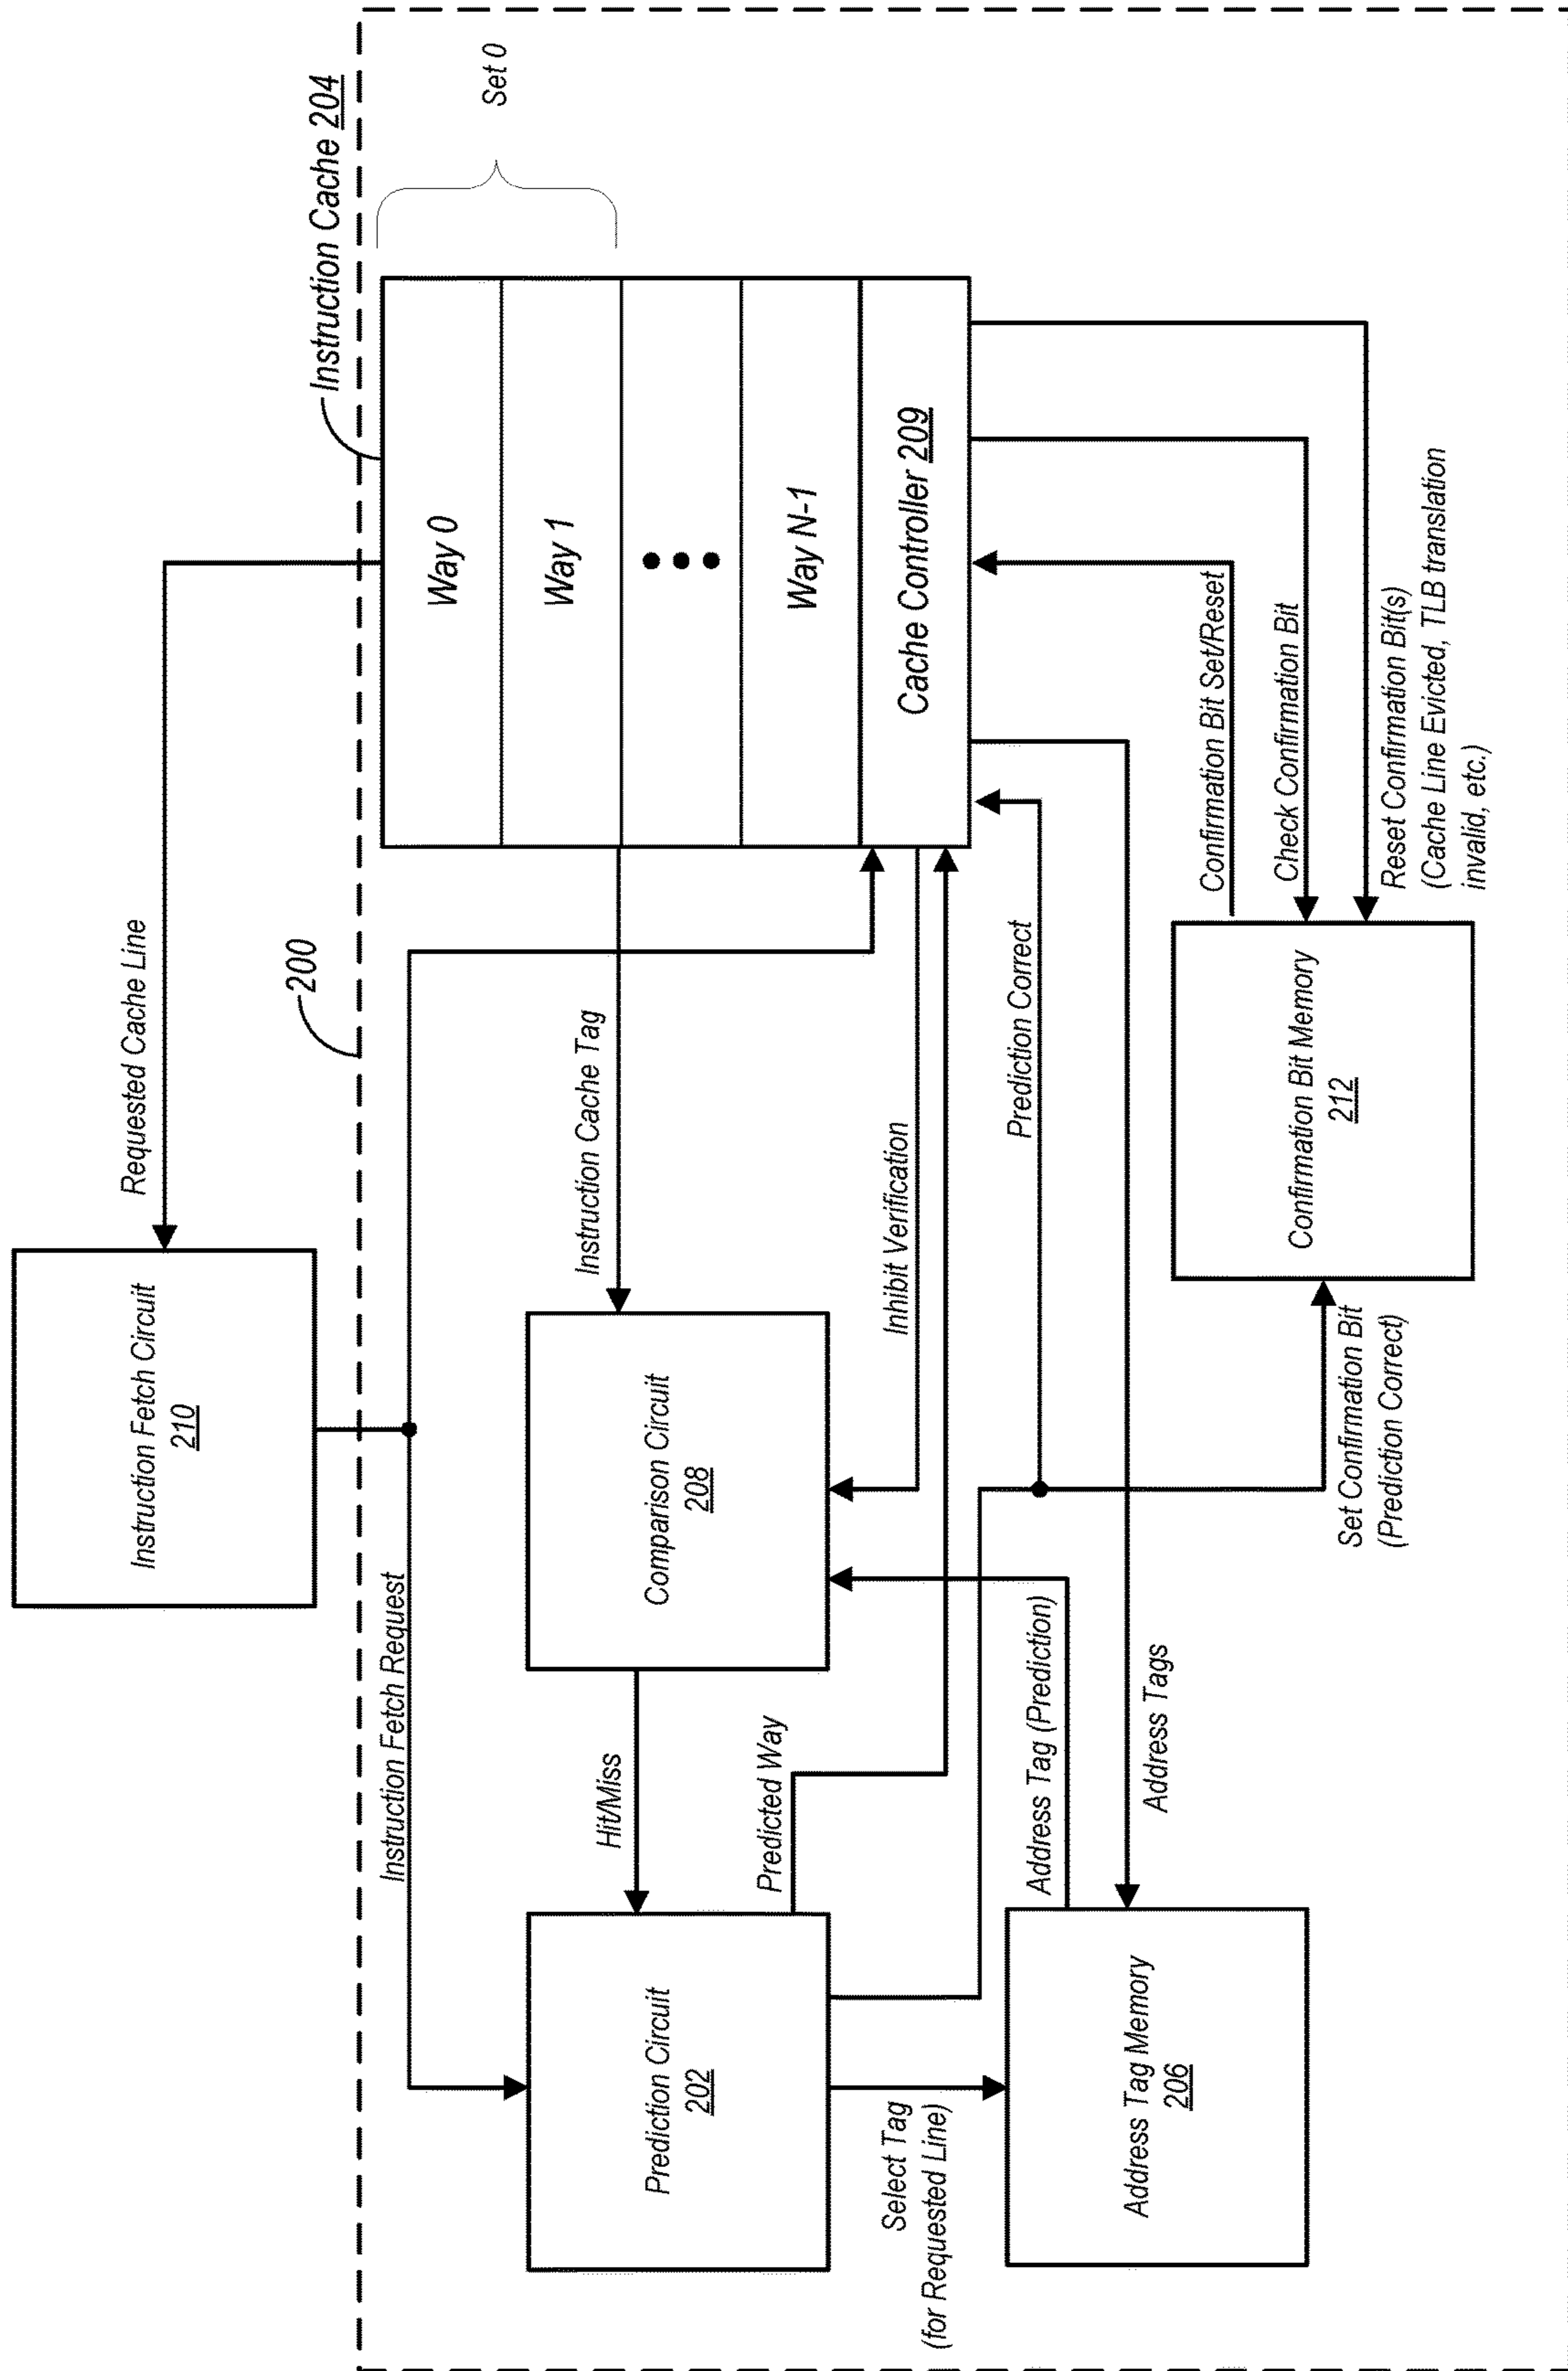 Instruction Fetch Circuit
210
Requested Cache Line
200
Instruction Cache 204
Set 0
Instruction Fetch Request
Prediction Circuit
202
Hit/Miss
Comparison Circuit
208
Instruction Cache Tag
Way 0
Way 1
Way N-1
Cache Controller 209
Predicted Way
Inhibit Verification
Select Tag
(for Requested Line)
Address Tag Memory
206
Address Tag (Prediction)
Address Tags
Prediction Correct
Set Confirmation Bit
(Prediction Correct)
Confirmation Bit Memory
212
Confirmation Bit Set/Reset
Check Confirmation Bit
Reset Confirmation Bit(s)
(Cache Line Evicted, TLB translation
invalid, etc.)